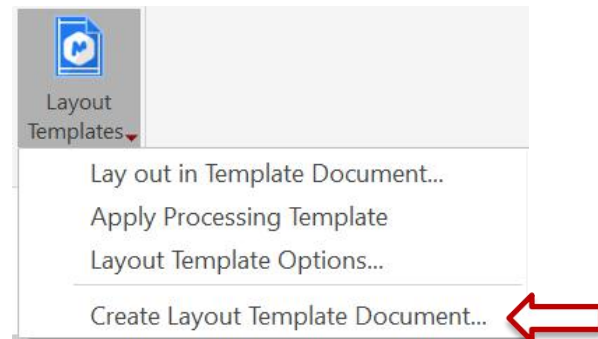 Layout
Templates
Lay out in Template Document...
Apply Processing Template
Layout Template Options...
Create Layout Template Document...